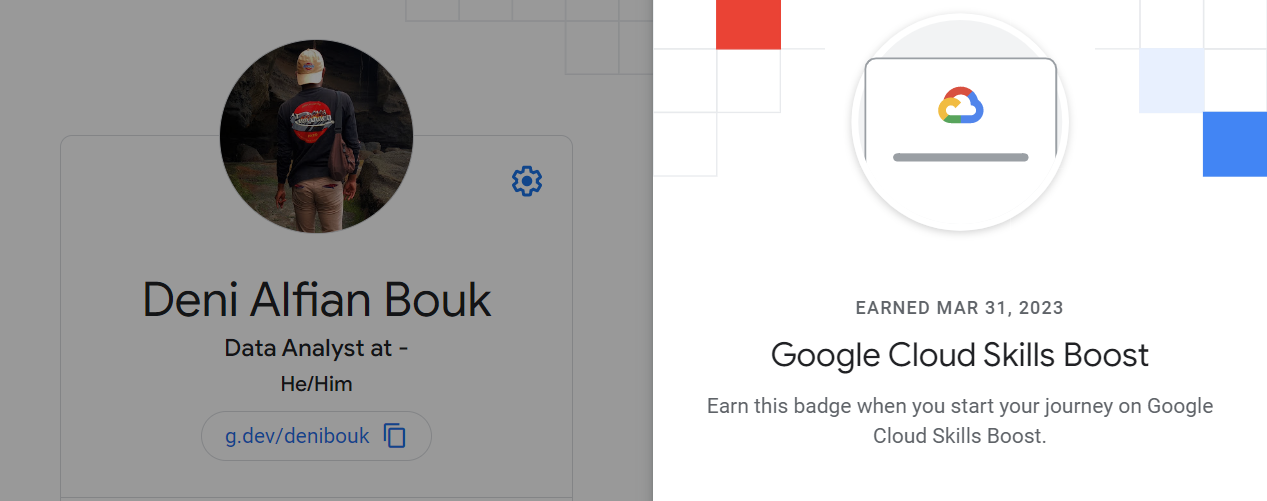 Deni Alfian Bouk
Data Analyst at -
He/Him
g.dev/denibouk
EARNED MAR 31, 2023
Google Cloud Skills Boost
Earn this badge when you start your journey on Google
Cloud Skills Boost.